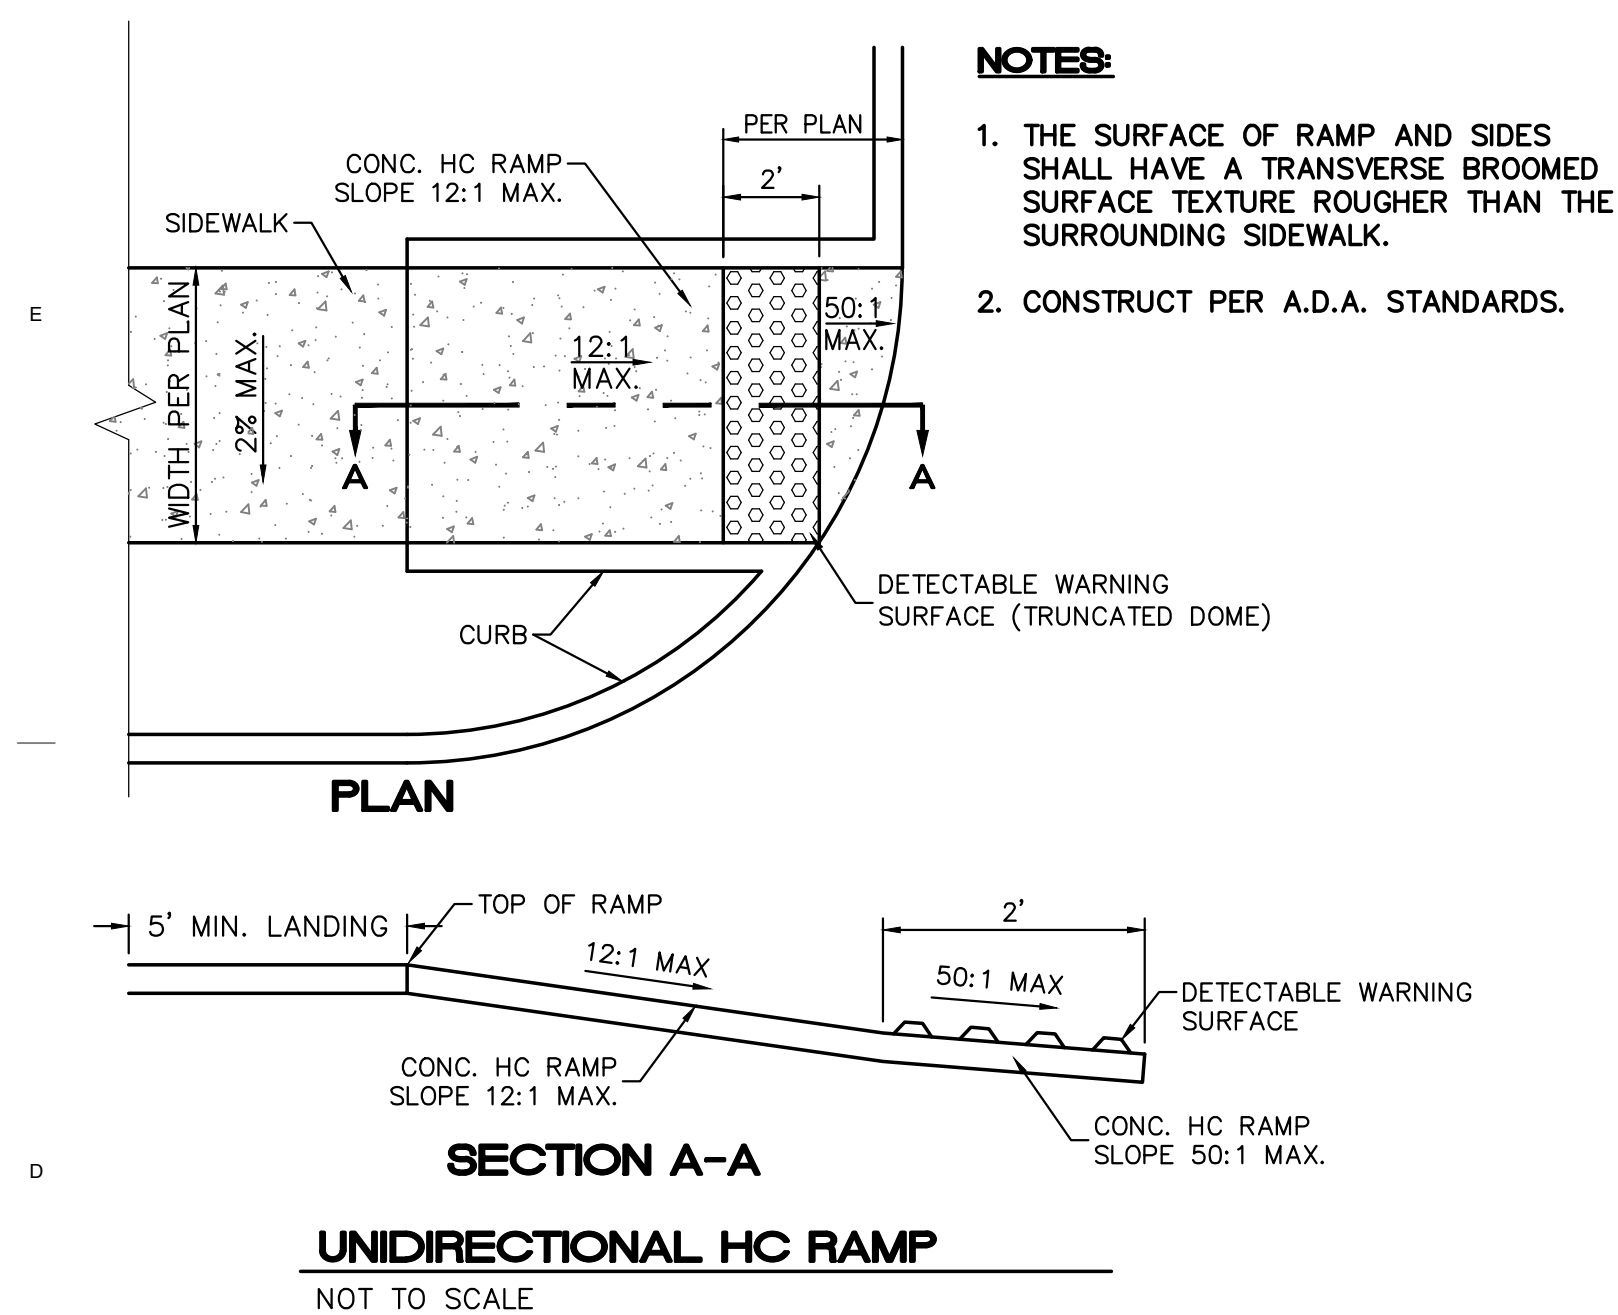 NOTES:
1. THE SURFACE OF RAMP AND SIDES
SHALL HAVE A TRANSVERSE BROOMED
SURFACE TEXTURE ROUGHER THAN THE
SURROUNDING SIDEWALK.
2. CONSTRUCT PER A.D.A. STANDARDS.
PER PLAN
2'
CONC. HC RAMP
SLOPE 12:1 MAX.
SIDEWALK
E
WIDTH PER PLAN
2% MAX.
12:1
MAX.
50:1
MAX.
A
A
DETECTABLE WARNING
SURFACE (TRUNCATED DOME)
CURB
PLAN
5' MIN. LANDING
TOP OF RAMP
12:1 MAX
2'
50:1 MAX
DETECTABLE WARNING
SURFACE
CONC. HC RAMP
SLOPE 12:1 MAX.
CONC. HC RAMP
SLOPE 50:1 MAX.
SECTION A-A
D
UNIDIRECTIONAL HC RAMP
NOT TO SCALE